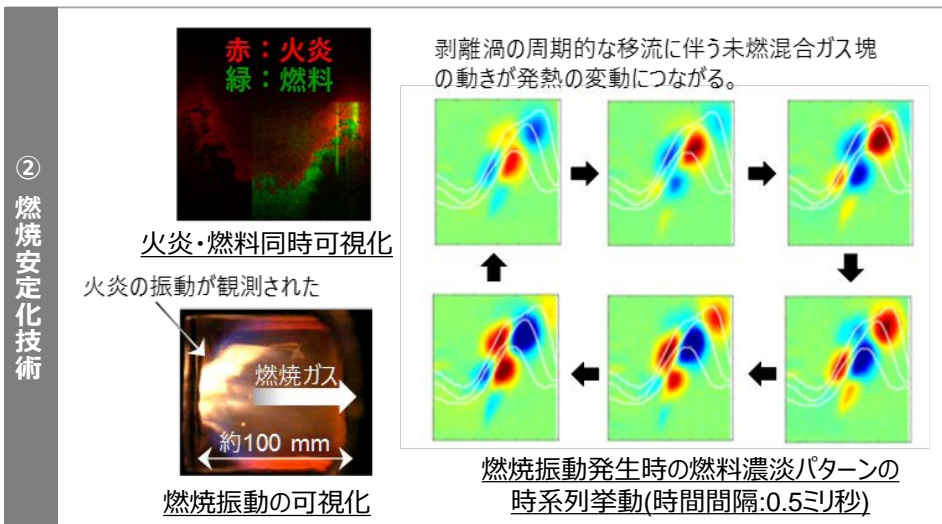 ② 燃焼安定化技術
赤：火炎
緑：燃料
火炎・燃料同時可視化
火炎の振動が観測された
燃焼ガス
約100 mm
燃焼振動の可視化
剥離渦の周期的な移流に伴う未燃混合ガス塊
の動きが発熱の変動につながる。
燃焼振動発生時の燃料濃淡パターンの
時系列挙動(時間間隔:0.5ミリ秒)